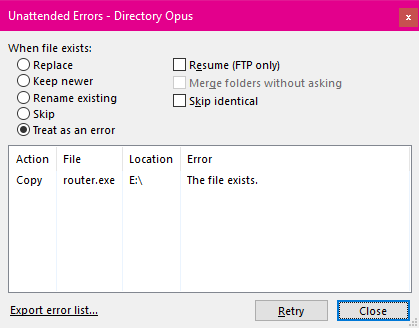 Unattended Errors - Directory Opus
When file exists:
Replace
Keep newer
Rename existing
Skip
Treat as an error
Resume (FTP only)
Merge folders without asking
Skip identical
Action File Location Error
Copy router.exe E:\ The file exists.
Export error list...
Retry
Close